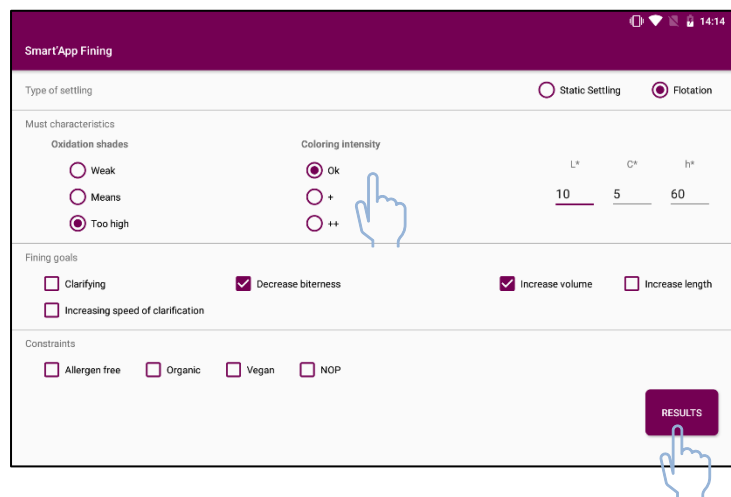 14:14
Smart'App Fining
Type of settling Static Settling Flotation
Must characteristics
Oxidation shades Coloring intensity
L* C* h*
Weak Ok
Means + 10 5 60
Too high ++
Fining goals
Clarifying Decrease biterness Increase volume Increase length
Increasing speed of clarification
Constraints
Allergen free Organic Vegan NOP
RESULTS